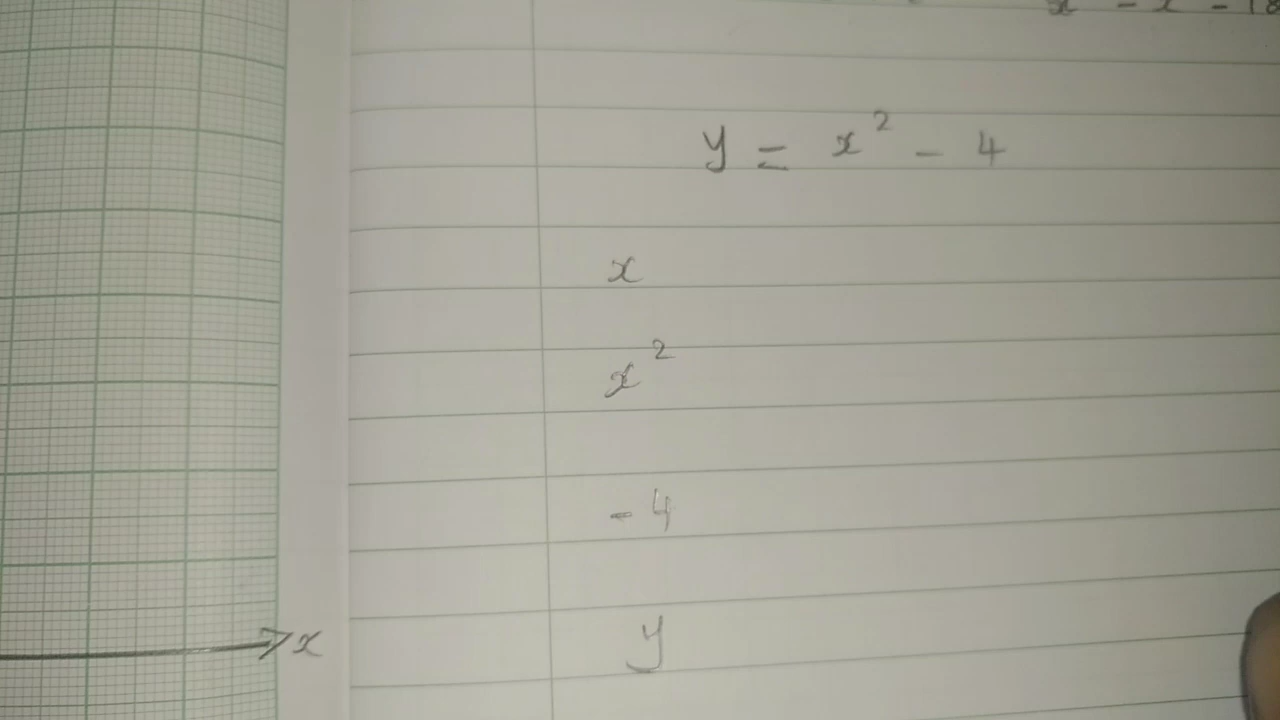 y = x² - 4
x
x²
- 4
y
x